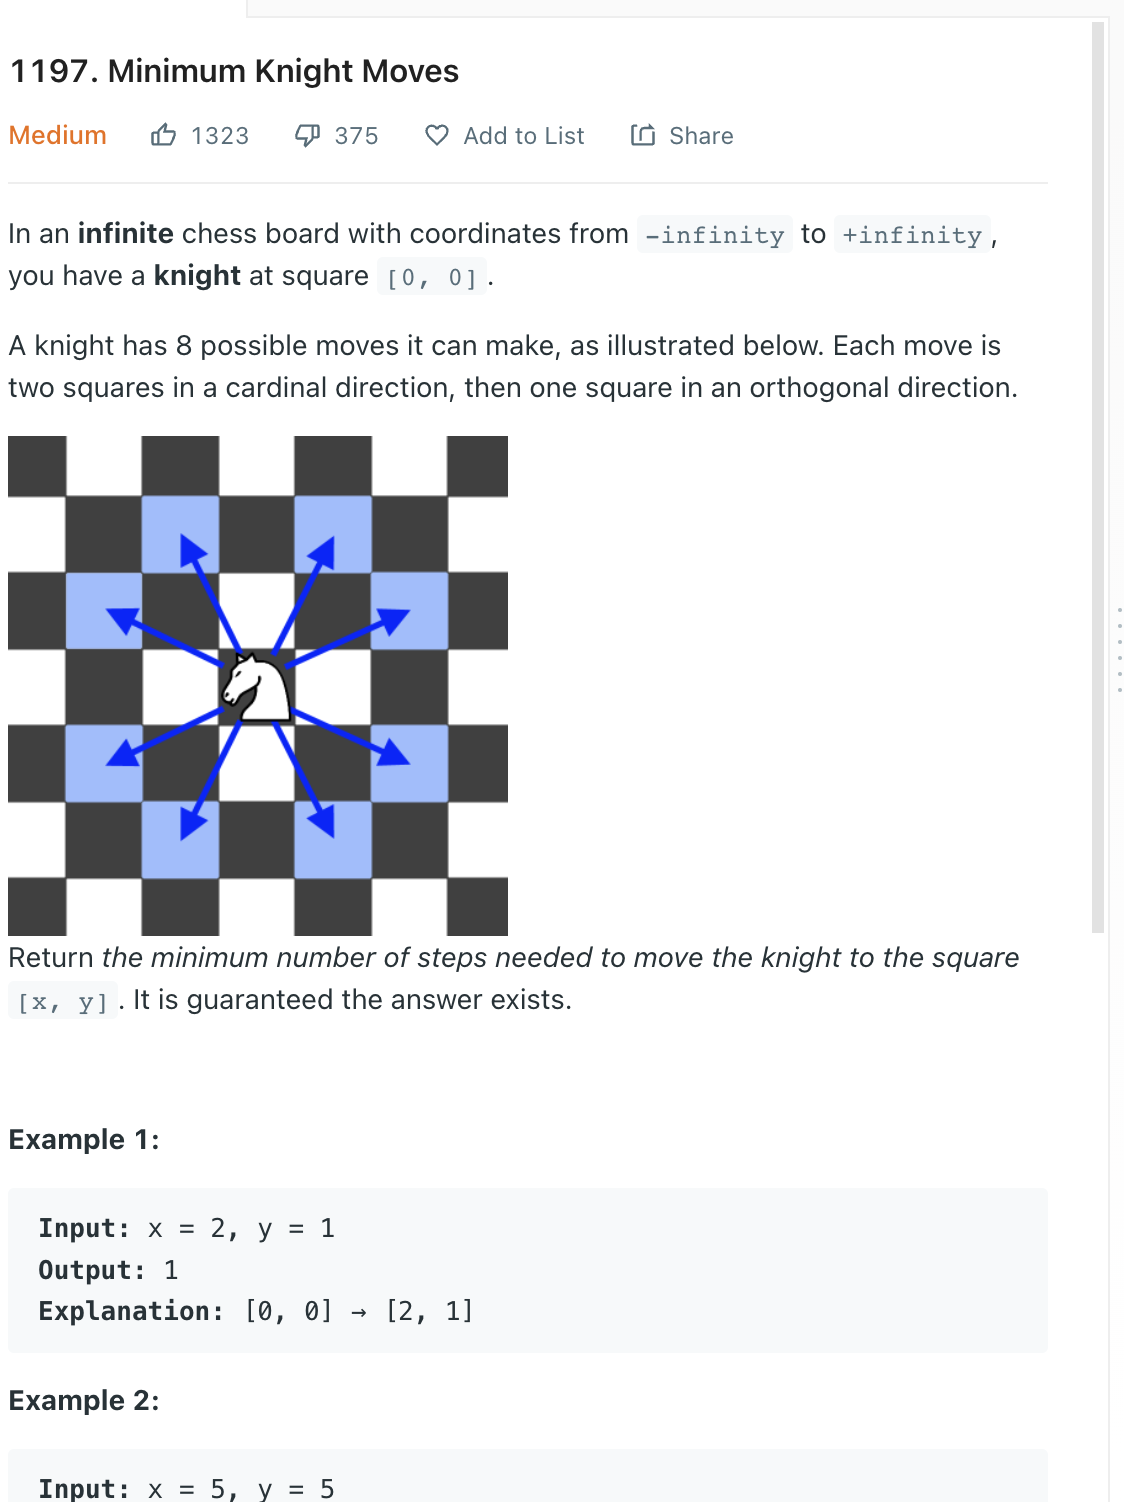 1197. Minimum Knight Moves
Medium 1323 375 Add to List Share
In an infinite chess board with coordinates from -infinity to +infinity,
you have a knight at square [0, 0].
A knight has 8 possible moves it can make, as illustrated below. Each move is
two squares in a cardinal direction, then one square in an orthogonal direction.
Return the minimum number of steps needed to move the knight to the square
[x, y]. It is guaranteed the answer exists.
Example 1:
Input: x = 2, y = 1
Output: 1
Explanation: [0, 0] → [2, 1]
Example 2:
Input: x = 5, y = 5